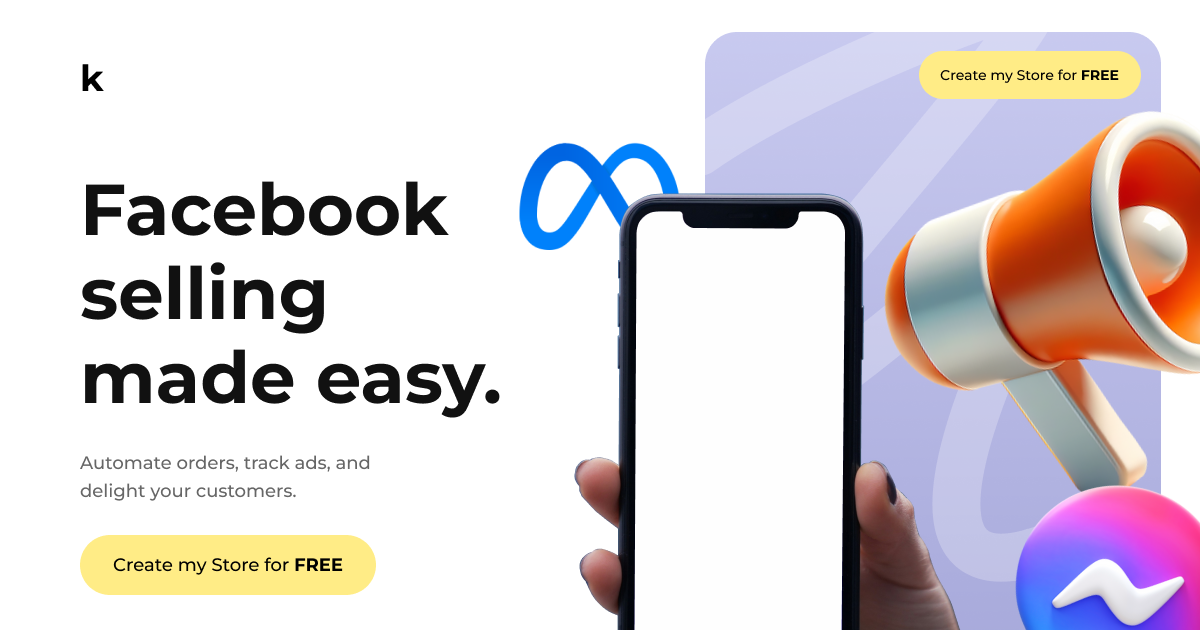 k
Create my Store for FREE
Facebook
selling
made easy.
Automate orders, track ads, and
delight your customers.
Create my Store for FREE